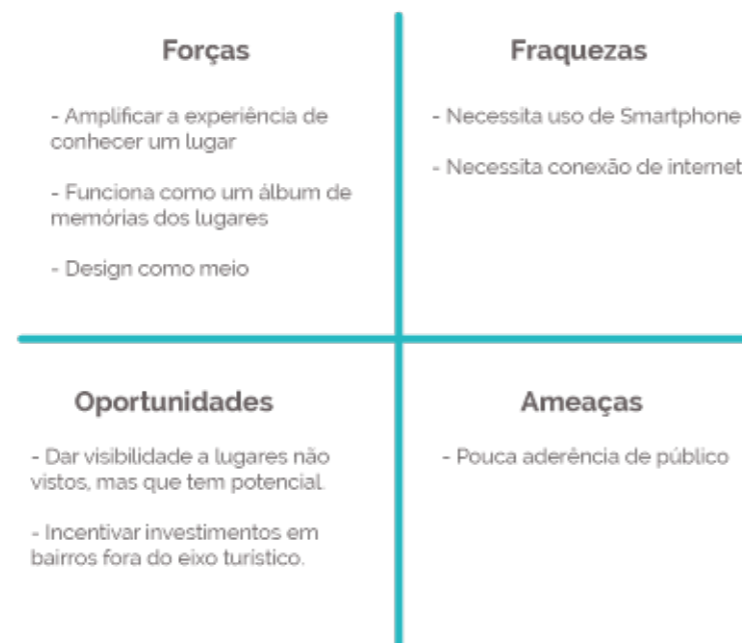 Forças
- Amplificar a experiência de
conhecer um lugar
- Funciona como um álbum de
memórias dos lugares
- Design como meio
Fraquezas
- Necessita uso de Smartphone
- Necessita conexão de internet
Oportunidades
- Dar visibilidade a lugares não
vistos, mas que tem potencial.
- Incentivar investimentos em
bairros fora do eixo turístico.
Ameaças
- Pouca aderência de público